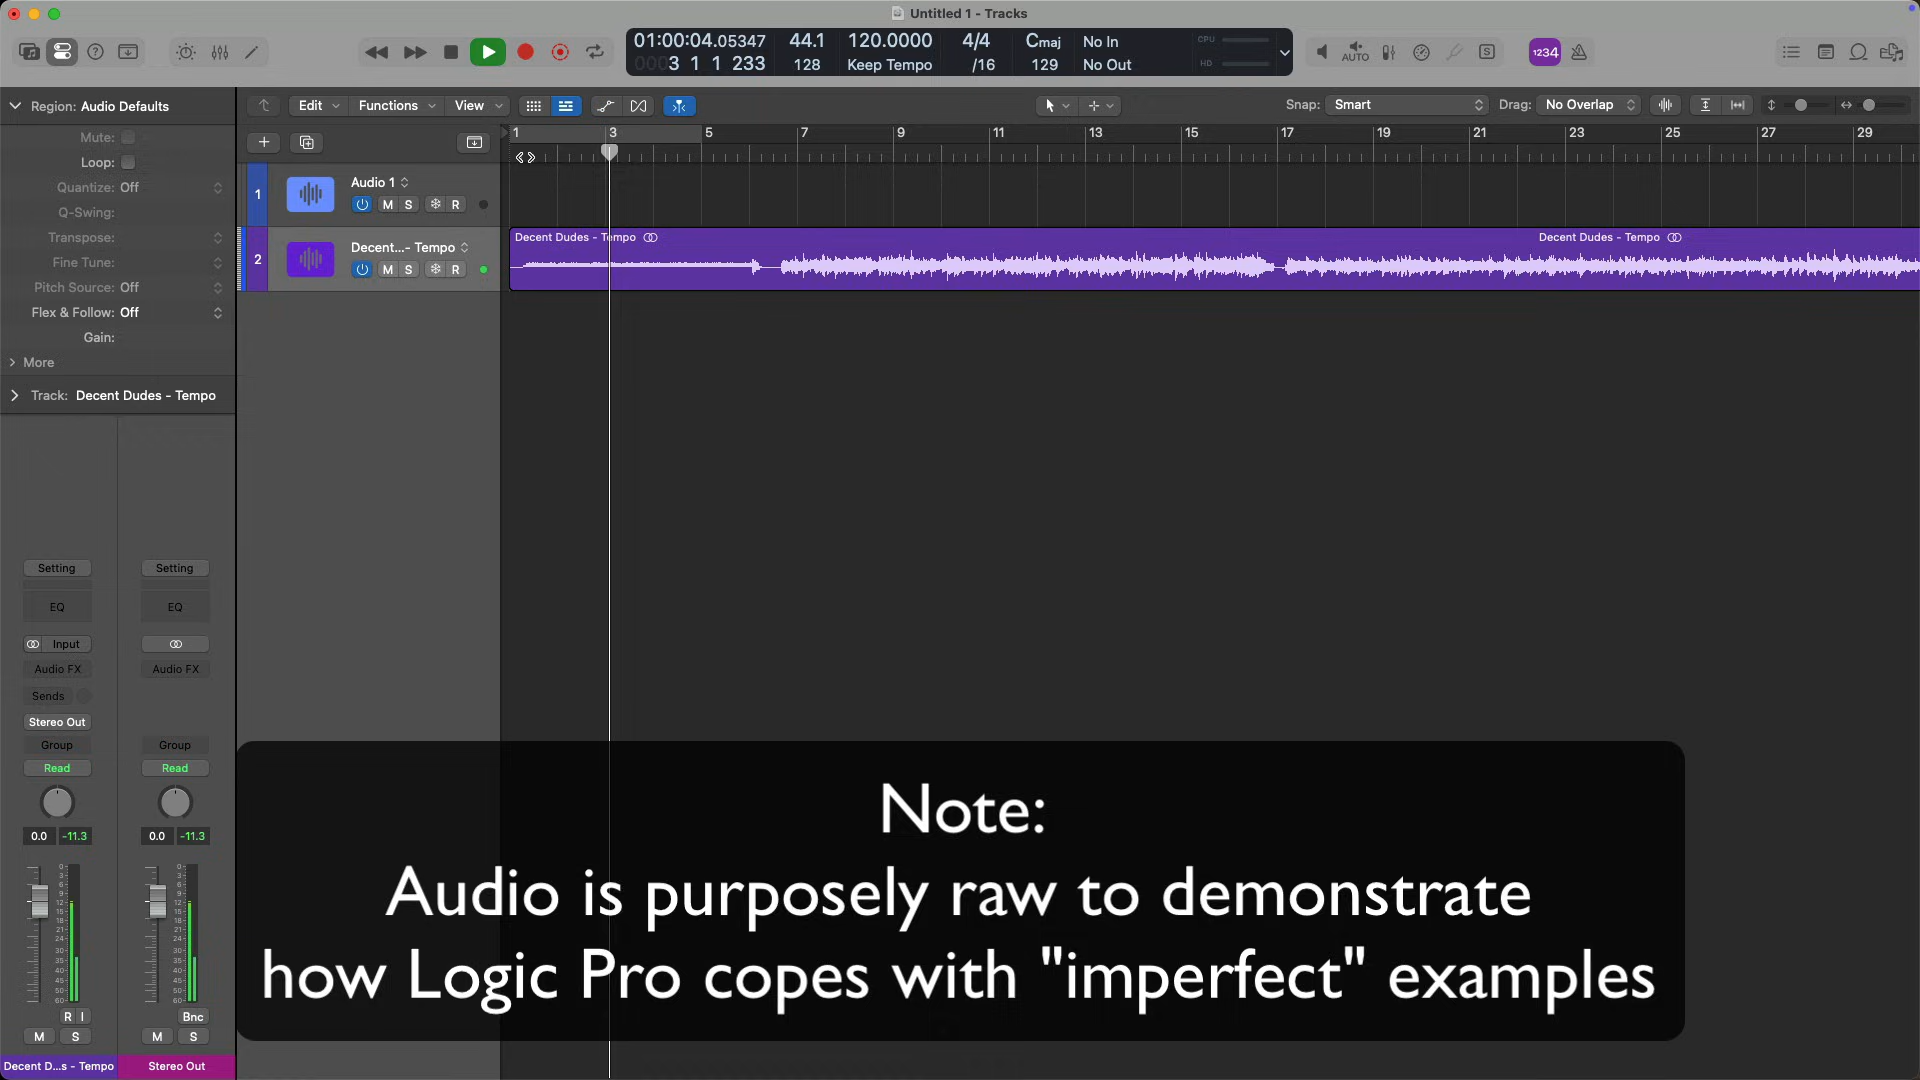 Untitled 1 - Tracks
01:00:04.05347
0003 1 1 233
44.1
128
120.0000
Keep Tempo
4/4
/16
Cmaj
129
No In
No Out
CPU
HD
AUTO
S
1234
Region: Audio Defaults
Edit
Functions
View
Snap: Smart
Drag: No Overlap
Mute:
Loop:
Quantize: Off
Q-Swing:
Transpose:
Fine Tune:
Pitch Source: Off
Flex & Follow: Off
Gain:
More
Track: Decent Dudes - Tempo
1 3 5 7 9 11 13 15 17 19 21 23 25 27 29
1
Audio 1
M S R
2
Decent...- Tempo
M S R
Decent Dudes - Tempo
Decent Dudes - Tempo
Setting Setting
EQ EQ
Input
Audio FX Audio FX
Sends
Stereo Out
Group Group
Read Read
0.0 -11.3 0.0 -11.3
R I Bnc
M S M S
Decent D...s - Tempo Stereo Out
Note:
Audio is purposely raw to demonstrate
how Logic Pro copes with "imperfect" examples